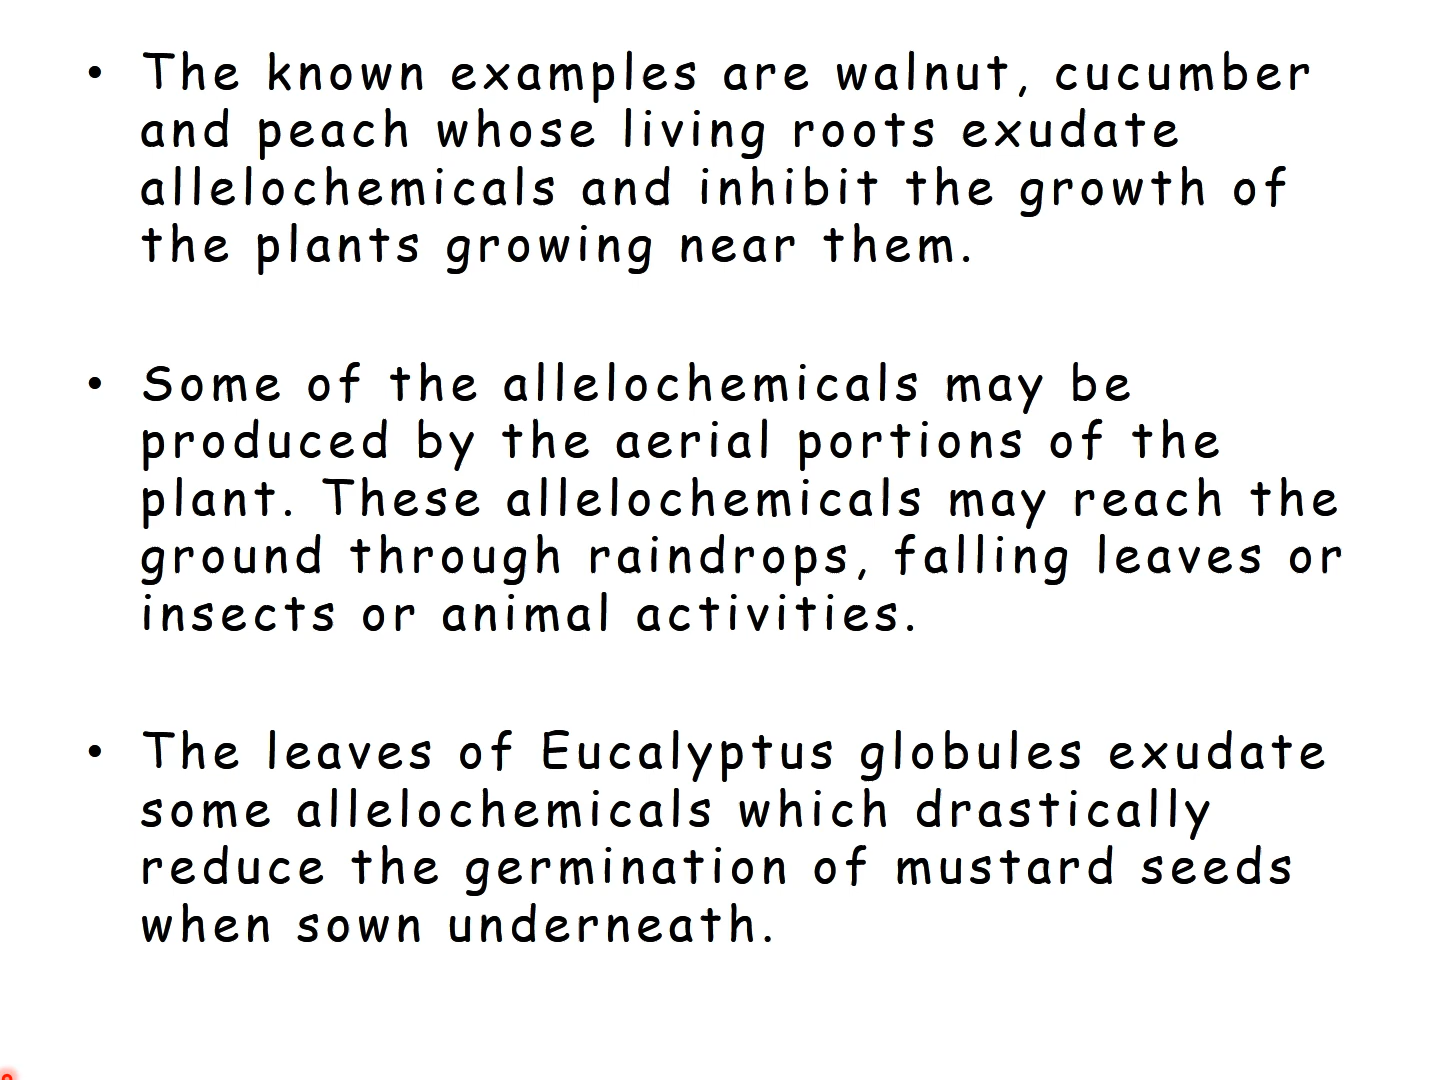 • The known examples are walnut, cucumber
and peach whose living roots exudate
allelochemicals and inhibit the growth of
the plants growing near them.
• Some of the allelochemicals may be
produced by the aerial portions of the
plant. These allelochemicals may reach the
ground through raindrops, falling leaves or
insects or animal activities.
• The leaves of Eucalyptus globules exudate
some allelochemicals which drastically
reduce the germination of mustard seeds
when sown underneath.